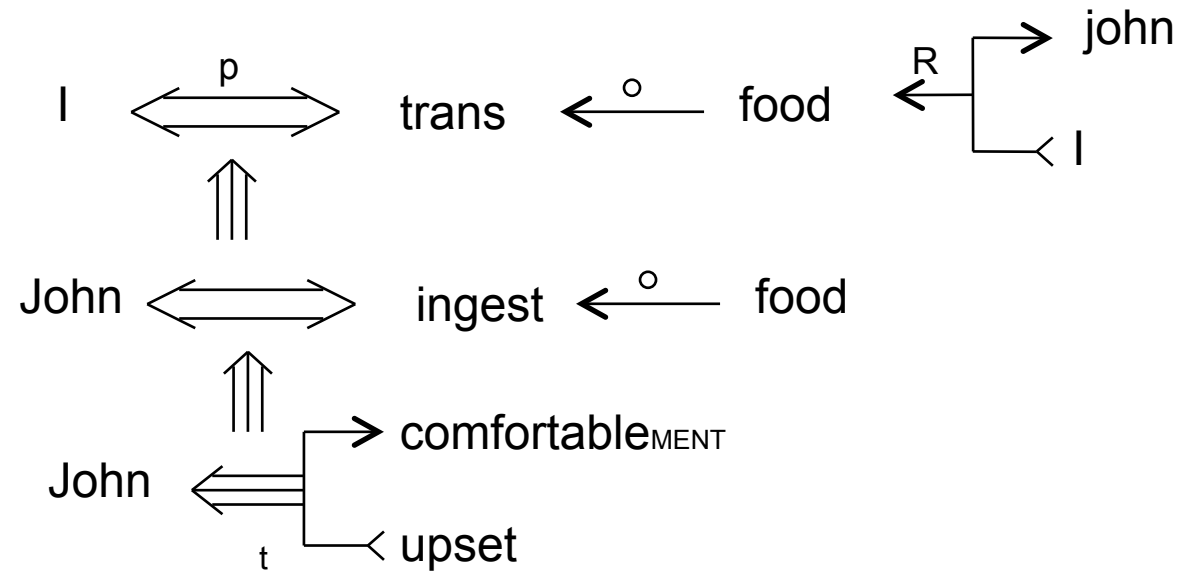 p
I trans o food R john
I
John ingest o food
comfortableMENT
John
t
upset